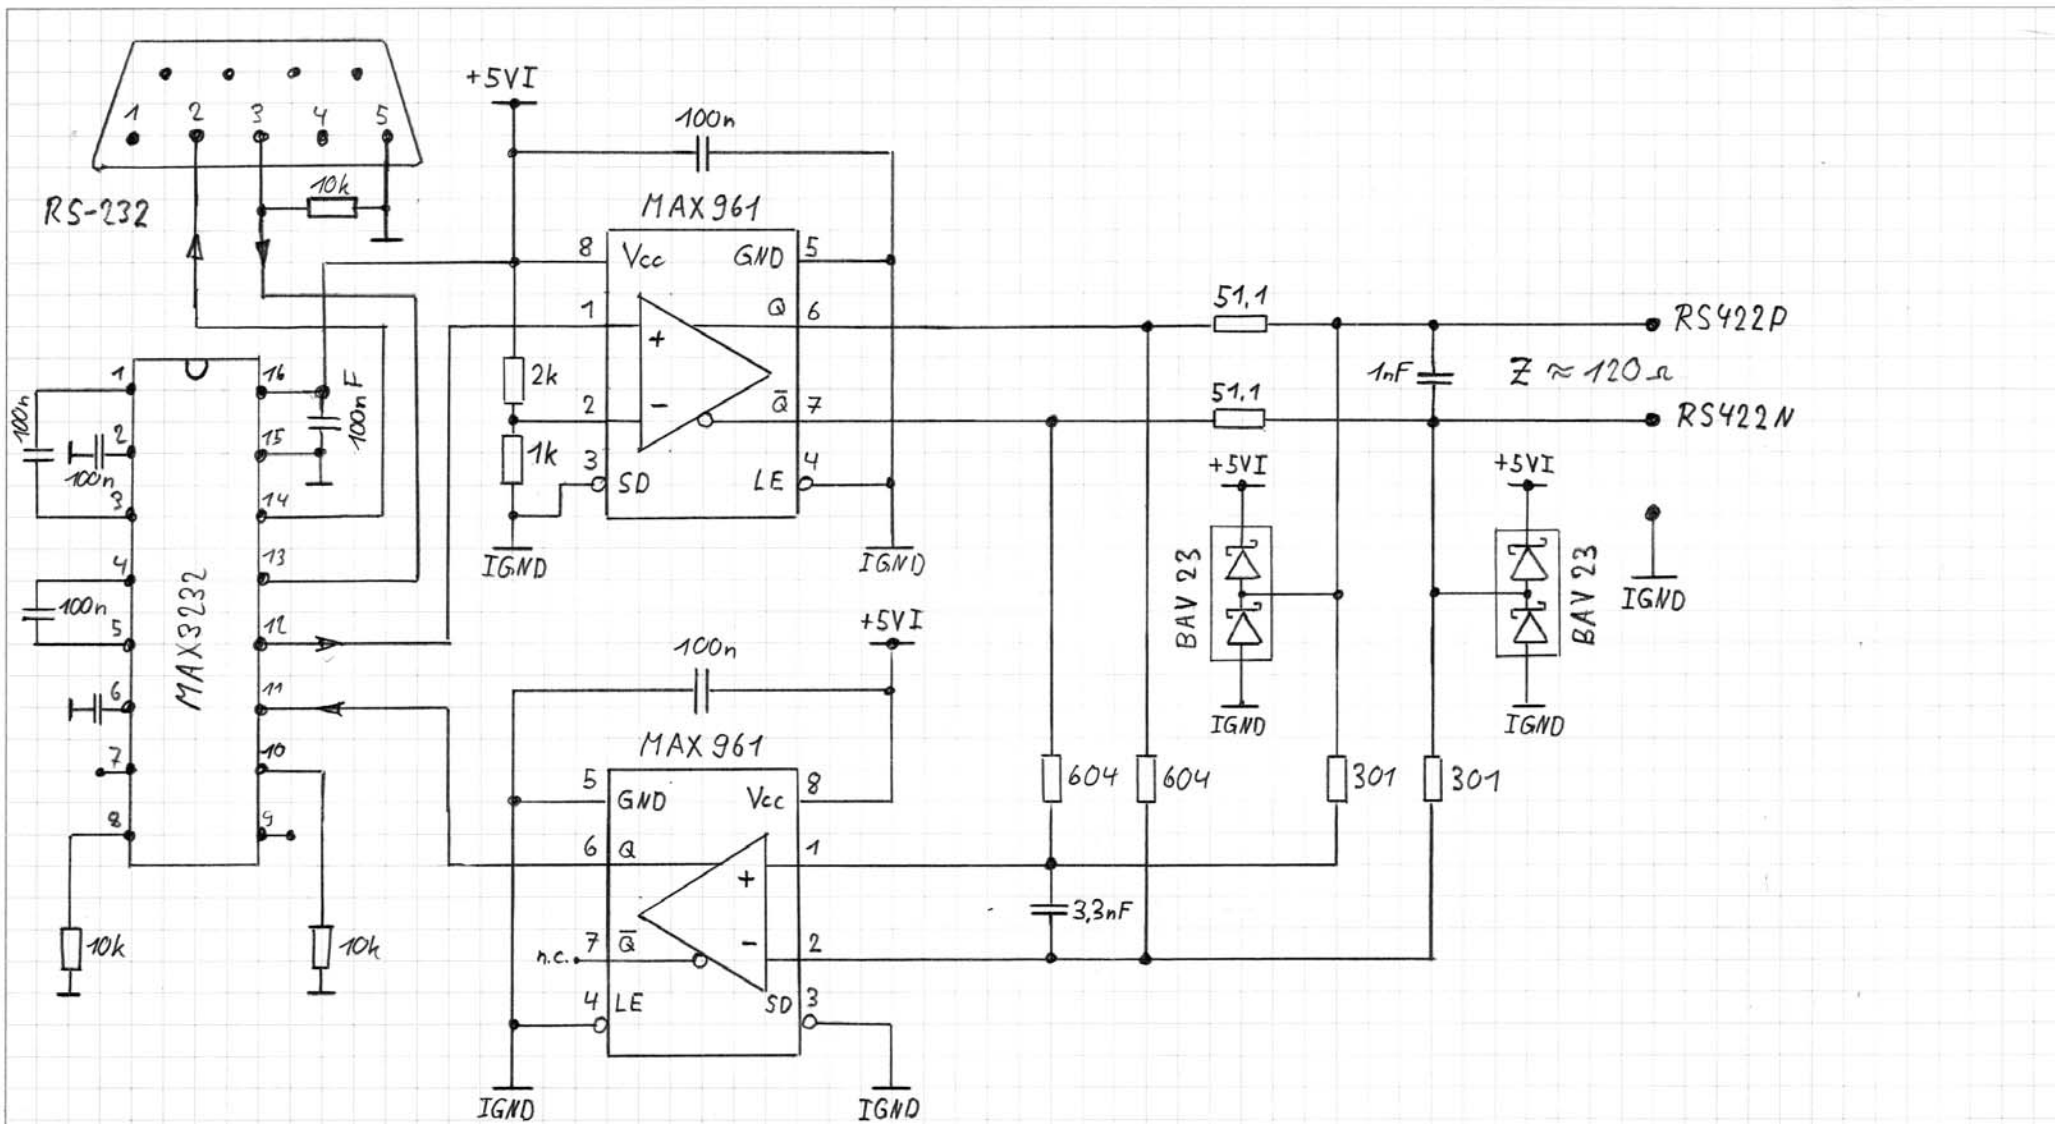 1 2 3 4 5
RS-232
10k
+5VI
100n
MAX961
8 Vcc GND 5
1 + Q 6
2 - Q̅ 7
3 SD LE 4
2k
1k
IGND
IGND
51,1
51,1
RS422P
1nF Z ≈ 120 Ω
RS422N
+5VI
BAV 23
IGND
+5VI
BAV 23
IGND
IGND
MAX3232
1 16
2 15
3 14
4 13
5 12
6 11
7 10
8 9
100n
100n
100n
100nF
10k
10k
+5VI
100n
MAX961
5 GND Vcc 8
6 Q + 1
n.c. 7 Q̅ - 2
4 LE SD 3
IGND
IGND
604
604
301
301
3,3nF